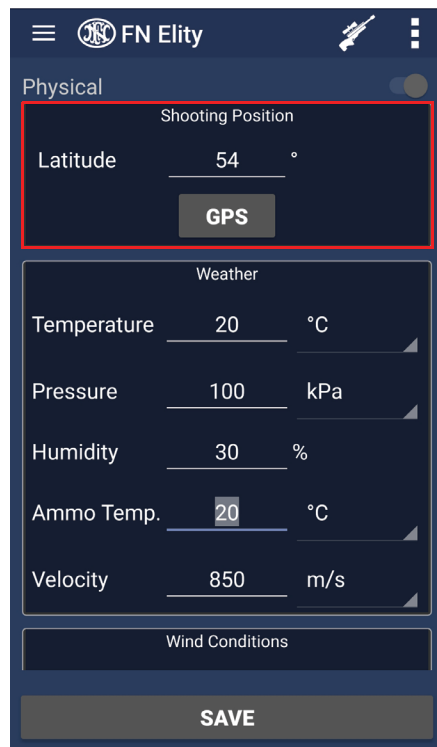 FN Elity
Physical
Shooting Position
Latitude 54 °
GPS
Weather
Temperature 20 °C
Pressure 100 kPa
Humidity 30 %
Ammo Temp. 20 °C
Velocity 850 m/s
Wind Conditions
SAVE